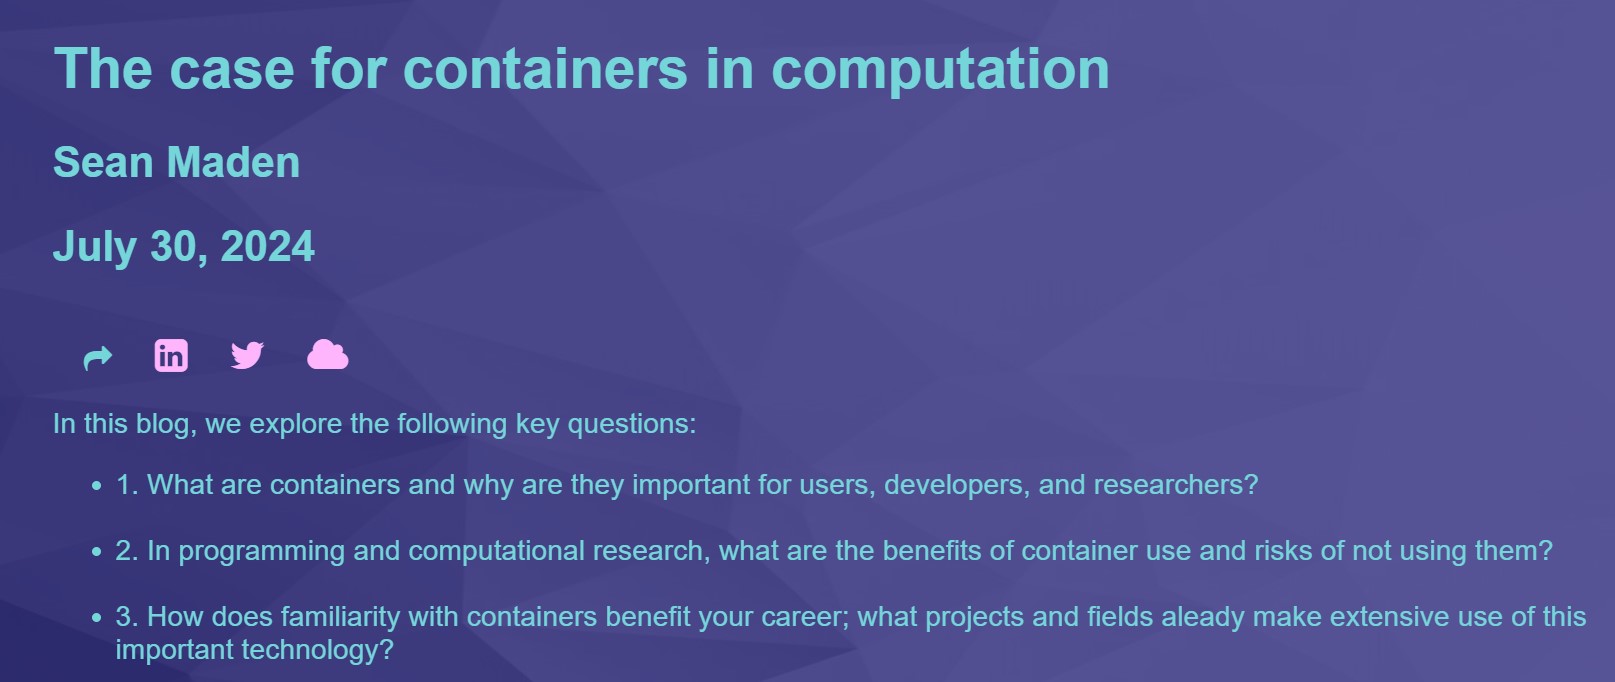 The case for containers in computation
Sean Maden
July 30, 2024
in
In this blog, we explore the following key questions:
• 1. What are containers and why are they important for users, developers, and researchers?
• 2. In programming and computational research, what are the benefits of container use and risks of not using them?
• 3. How does familiarity with containers benefit your career; what projects and fields aleady make extensive use of this
important technology?